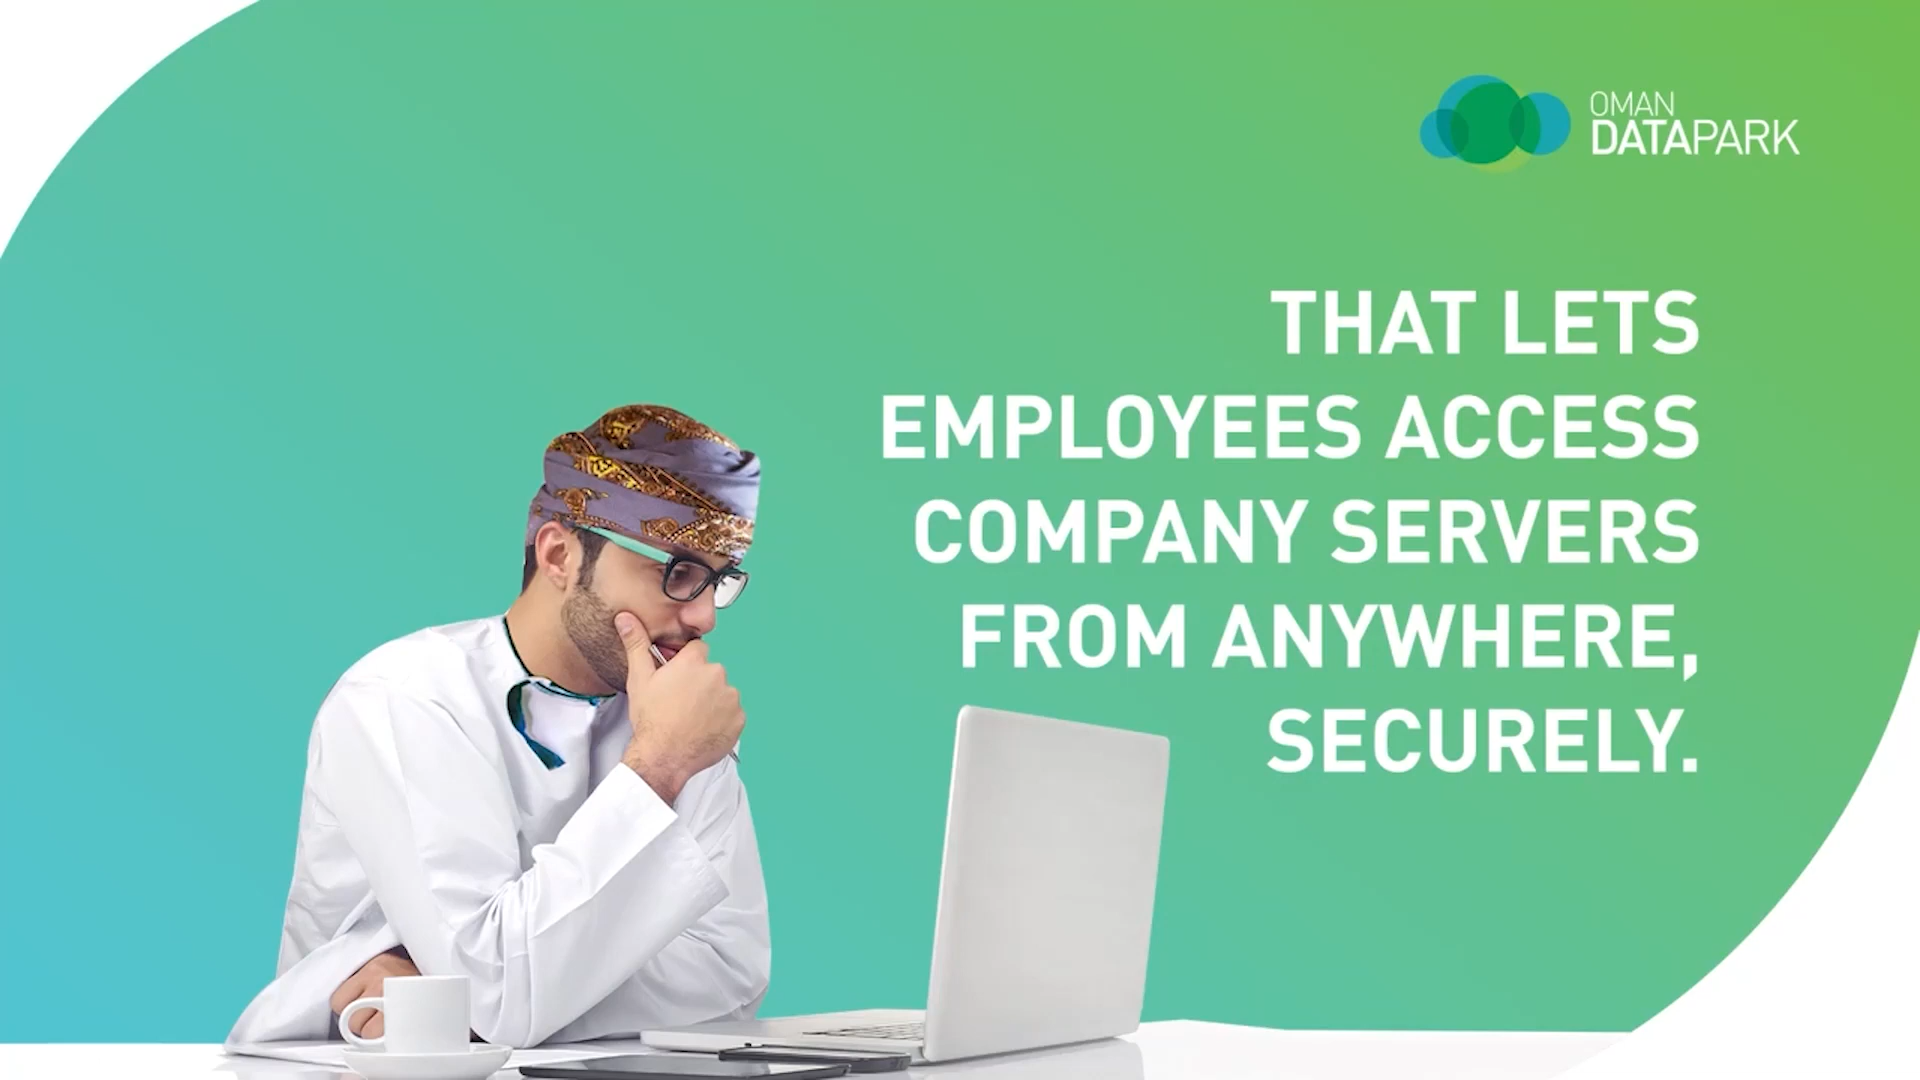 OMAN
DATAPARK
THAT LETS
EMPLOYEES ACCESS
COMPANY SERVERS
FROM ANYWHERE,
SECURELY.